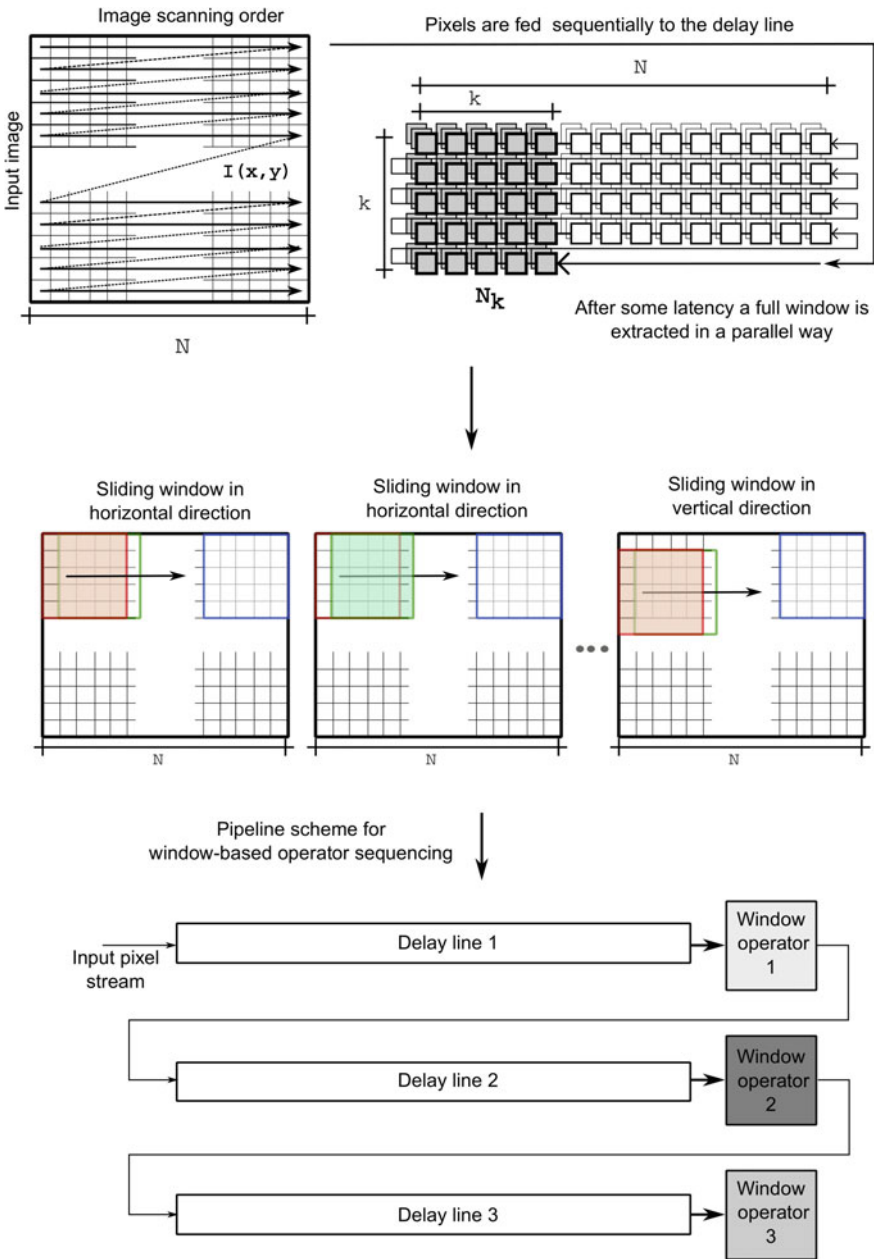 Image scanning order
Pixels are fed sequentially to the delay line
Input image
I(x,y)
N
N
k
k
N_k
After some latency a full window is
extracted in a parallel way
Sliding window in
horizontal direction
Sliding window in
horizontal direction
Sliding window in
vertical direction
N
N
N
Pipeline scheme for
window-based operator sequencing
Input pixel
stream
Delay line 1
Window
operator
1
Delay line 2
Window
operator
2
Delay line 3
Window
operator
3